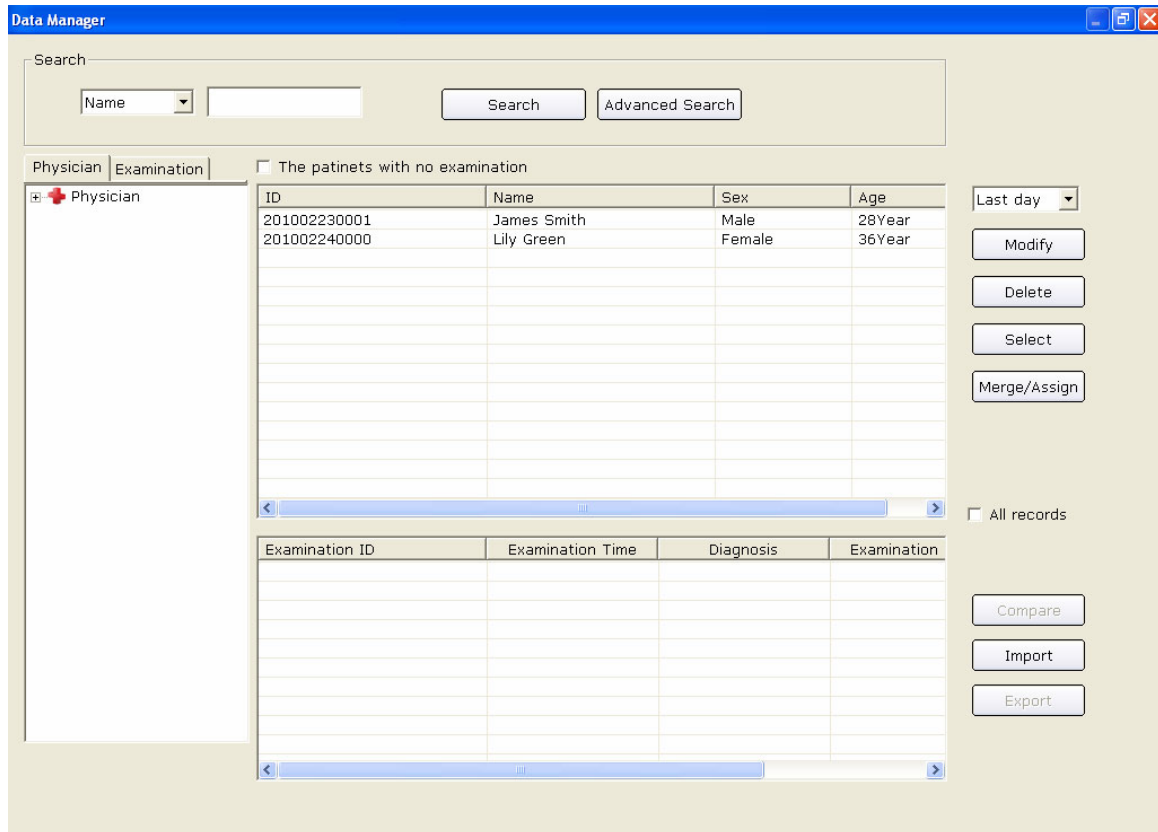 Data Manager
Search
Name Search Advanced Search
Physician Examination The patinets with no examination
Physician
ID Name Sex Age
201002230001 James Smith Male 28Year
201002240000 Lily Green Female 36Year
Last day
Modify
Delete
Select
Merge/Assign
All records
Examination ID Examination Time Diagnosis Examination
Compare
Import
Export